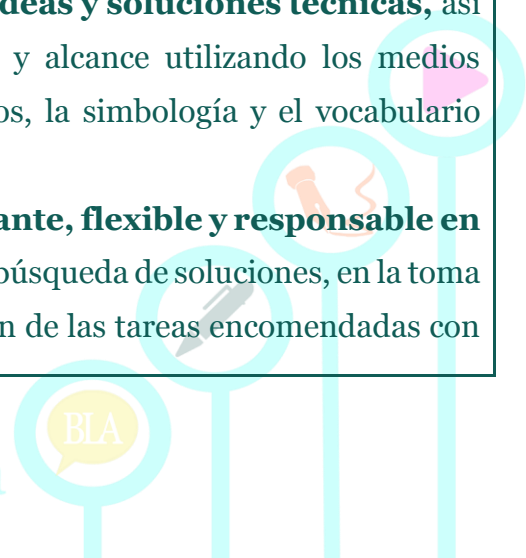 deas y soluciones técnicas, así
y alcance utilizando los medios
os, la simbología y el vocabulario
ante, flexible y responsable en
búsqueda de soluciones, en la toma
n de las tareas encomendadas con
BLA